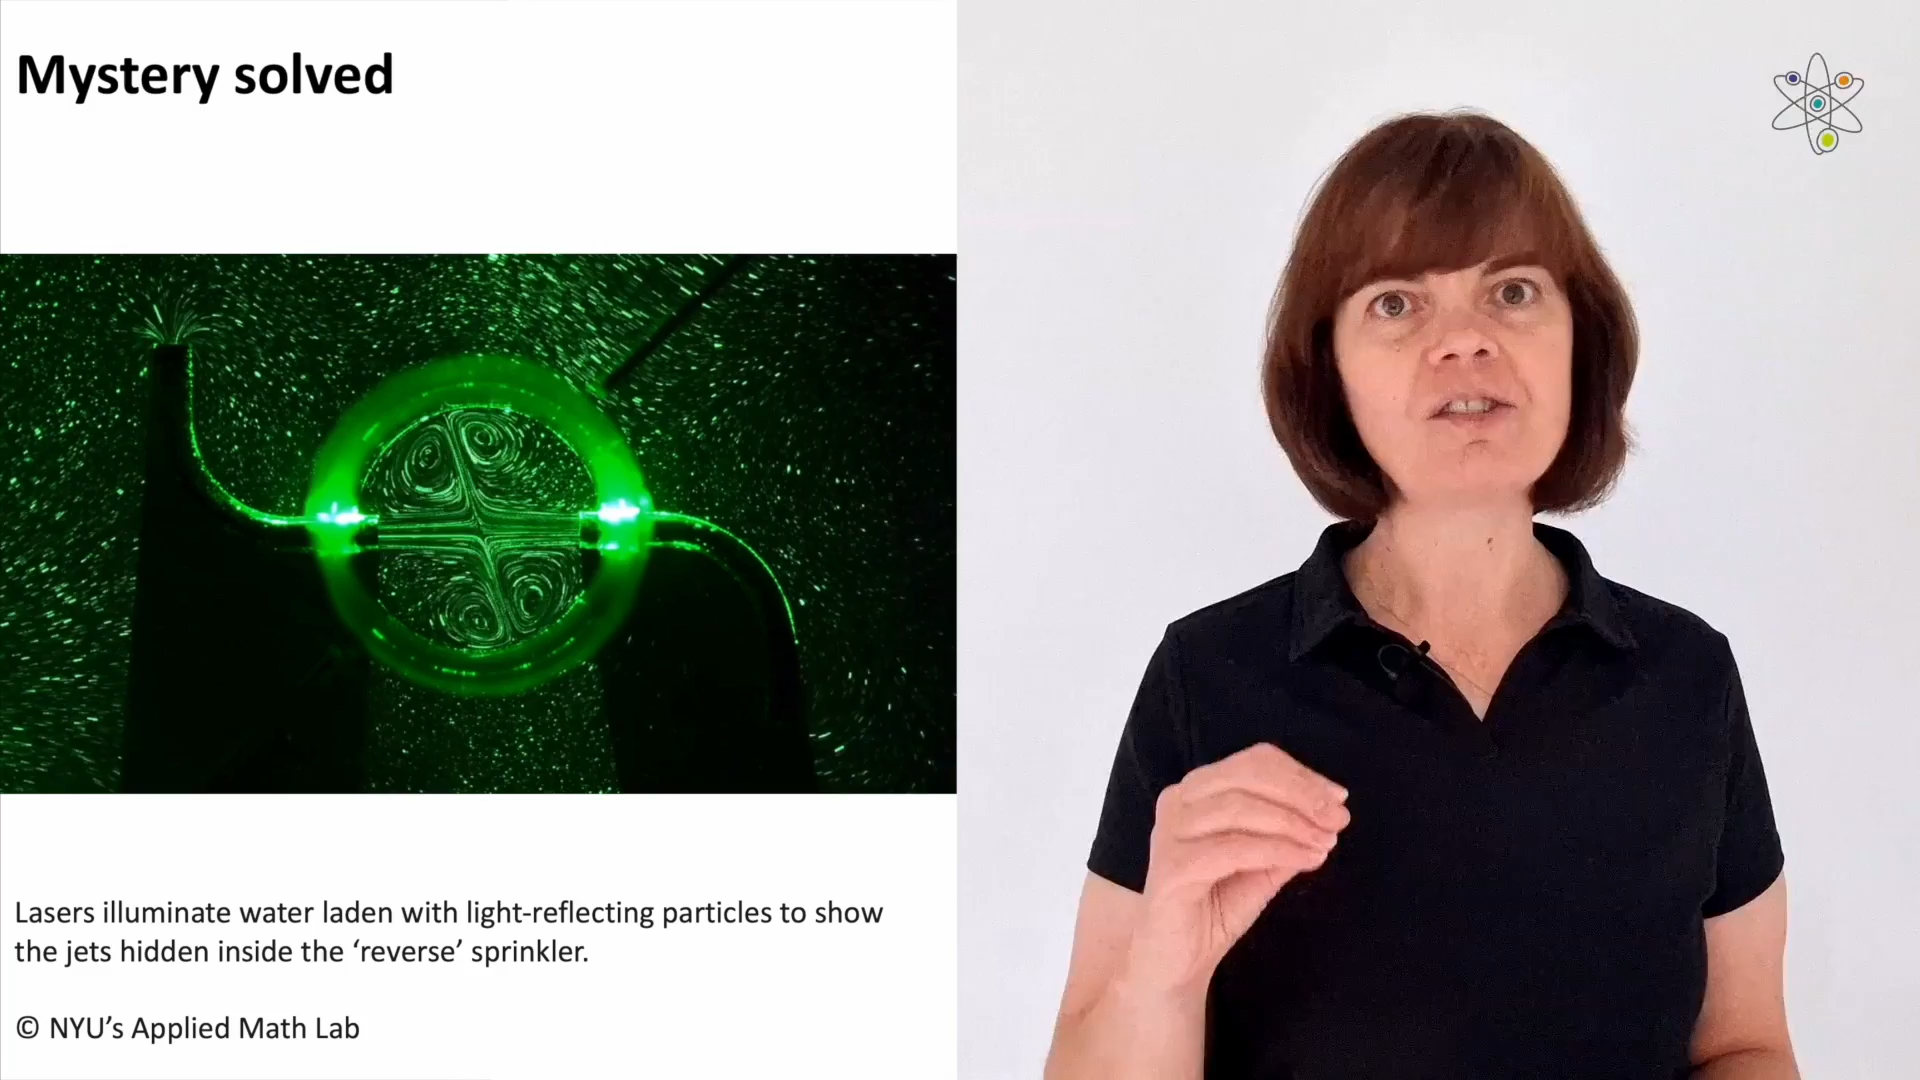 Mystery solved
Lasers illuminate water laden with light-reflecting particles to show
the jets hidden inside the ‘reverse’ sprinkler.
© NYU’s Applied Math Lab